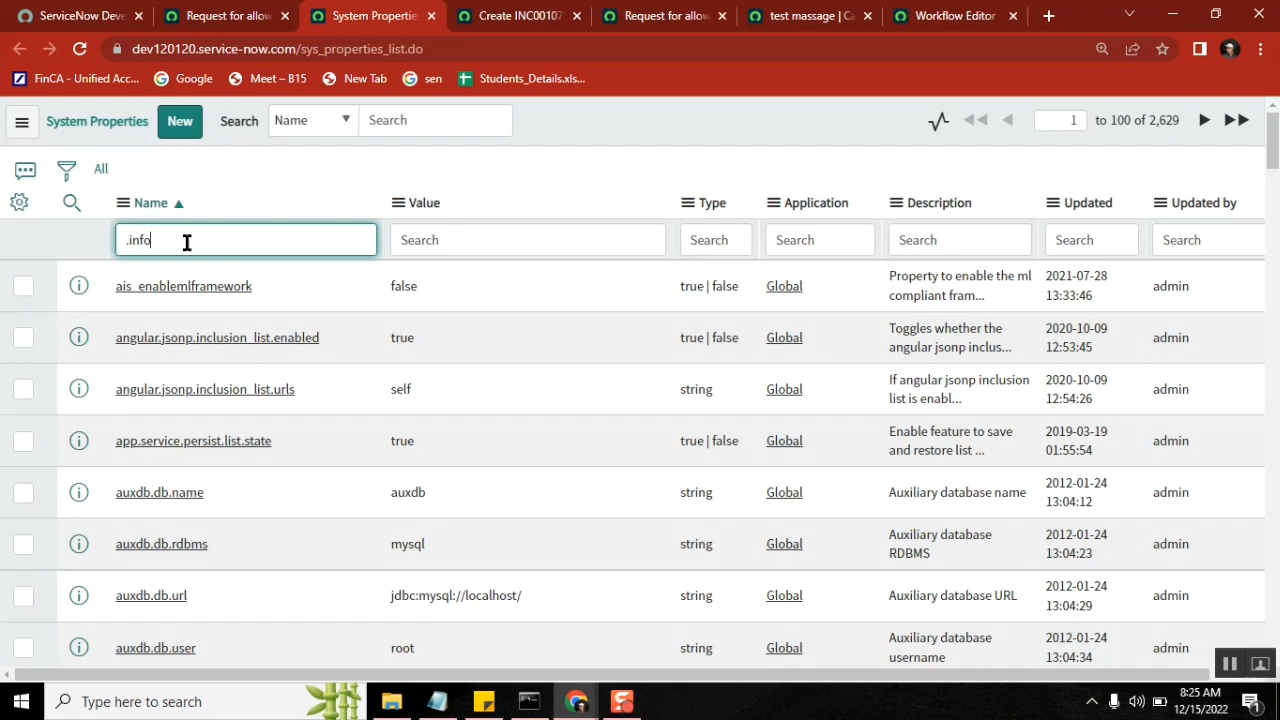 ServiceNow Deve
Request for allow
System Propertie
Create INC00107
Request for allow
test massage | Ca
Workflow Editor -
dev120120.service-now.com/sys_properties_list.do
FinCA - Unified Acc...
Google
Meet – B15
New Tab
sen
Students_Details.xls...
System Properties
New
Search
Name
Search
1
to 100 of 2,629
All
Name
Value
Type
Application
Description
Updated
Updated by
.info
Search
Search
Search
Search
Search
Search
ais_enablemlframework
false
true | false
Global
Property to enable the ml
compliant fram...
2021-07-28
13:33:46
admin
angular.jsonp.inclusion_list.enabled
true
true | false
Global
Toggles whether the
angular jsonp inclus...
2020-10-09
12:53:45
admin
angular.jsonp.inclusion_list.urls
self
string
Global
If angular jsonp inclusion
list is enabl...
2020-10-09
12:54:26
admin
app.service.persist.list.state
true
true | false
Global
Enable feature to save
and restore list ...
2019-03-19
01:55:54
admin
auxdb.db.name
auxdb
string
Global
Auxiliary database name
2012-01-24
13:04:12
admin
auxdb.db.rdbms
mysql
string
Global
Auxiliary database
RDBMS
2012-01-24
13:04:23
admin
auxdb.db.url
jdbc:mysql://localhost/
string
Global
Auxiliary database URL
2012-01-24
13:04:29
admin
auxdb.db.user
root
string
Global
Auxiliary database
username
2012-01-24
13:04:34
admin
Type here to search
8:25 AM
12/15/2022
1